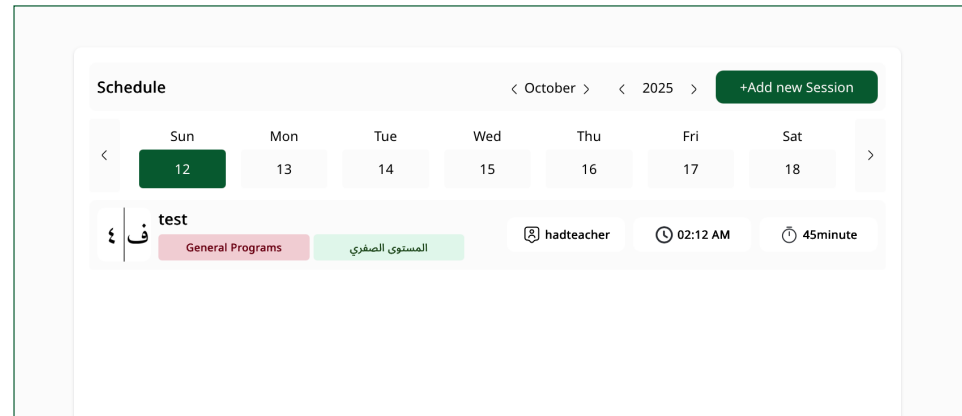 Schedule
October
2025
+Add new Session
Sun Mon Tue Wed Thu Fri Sat
12 13 14 15 16 17 18
ف ٤
test
General Programs
المستوى الصفري
hadteacher
02:12 AM
45minute